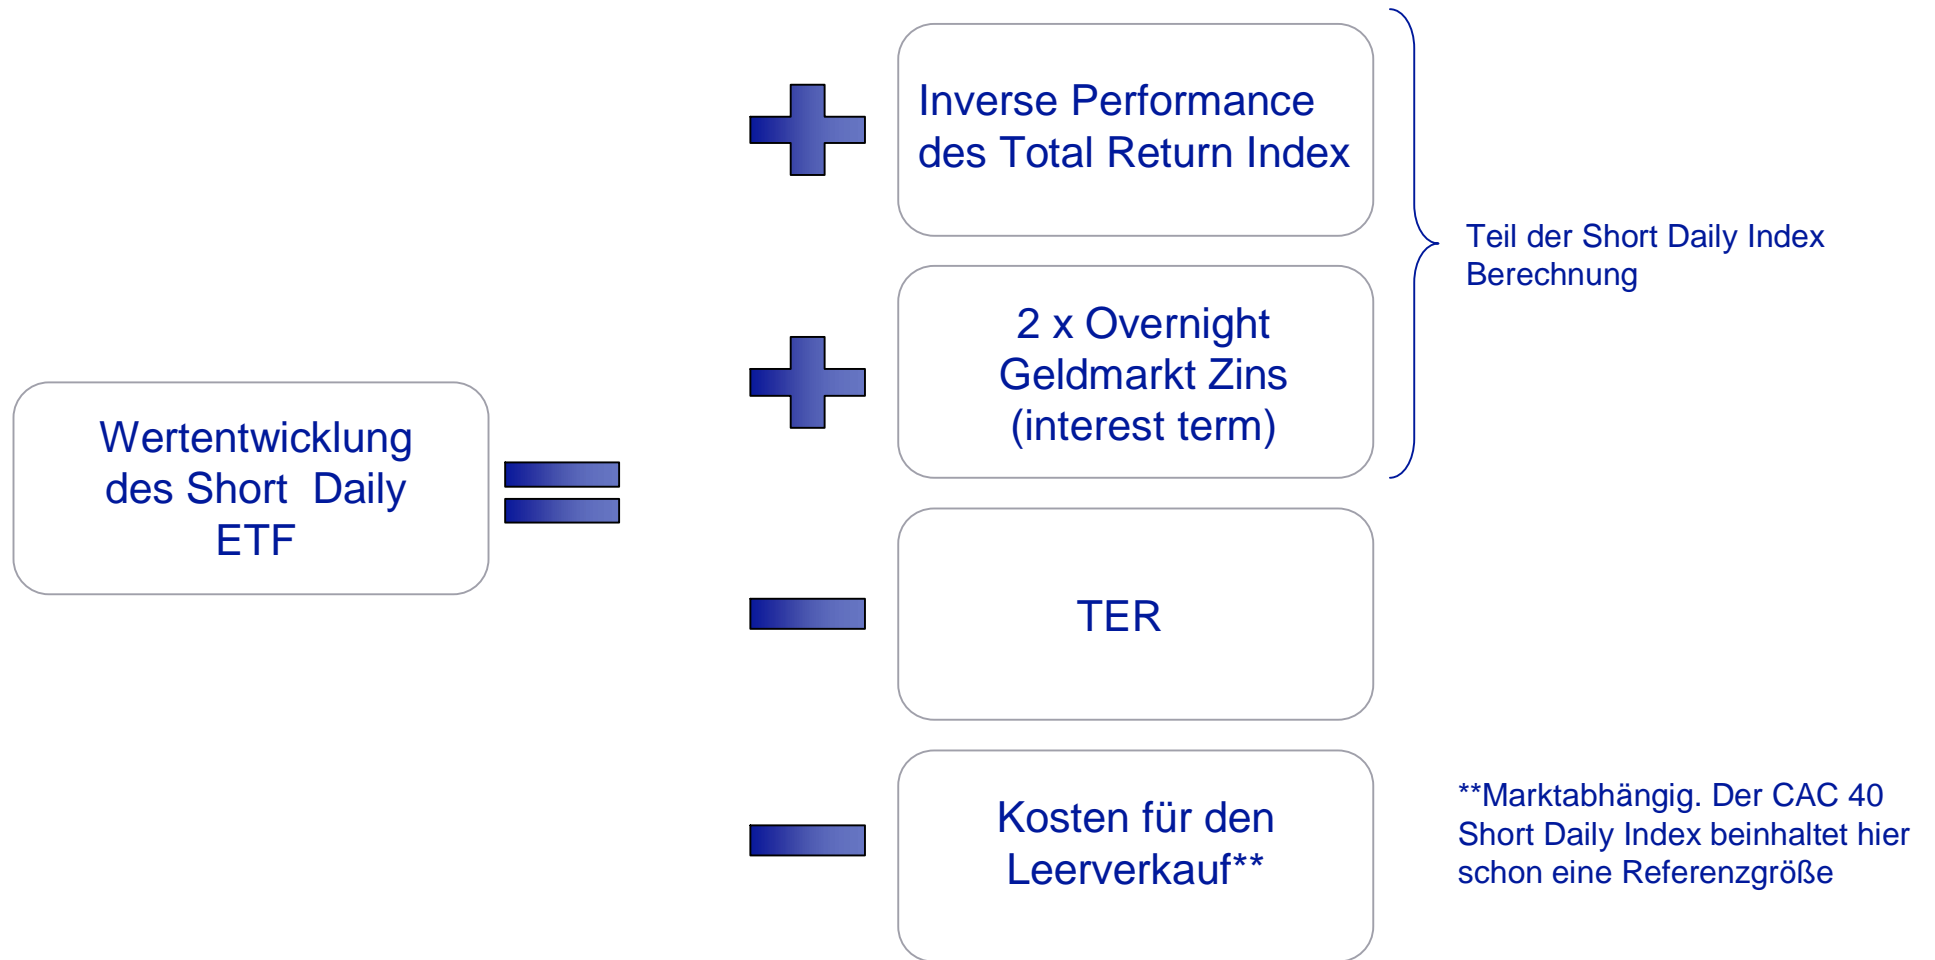 Inverse Performance
des Total Return Index
Teil der Short Daily Index
Berechnung
2 x Overnight
Geldmarkt Zins
(interest term)
Wertentwicklung
des Short Daily
ETF
TER
Kosten für den
Leerverkauf**
**Marktabhängig. Der CAC 40
Short Daily Index beinhaltet hier
schon eine Referenzgröße